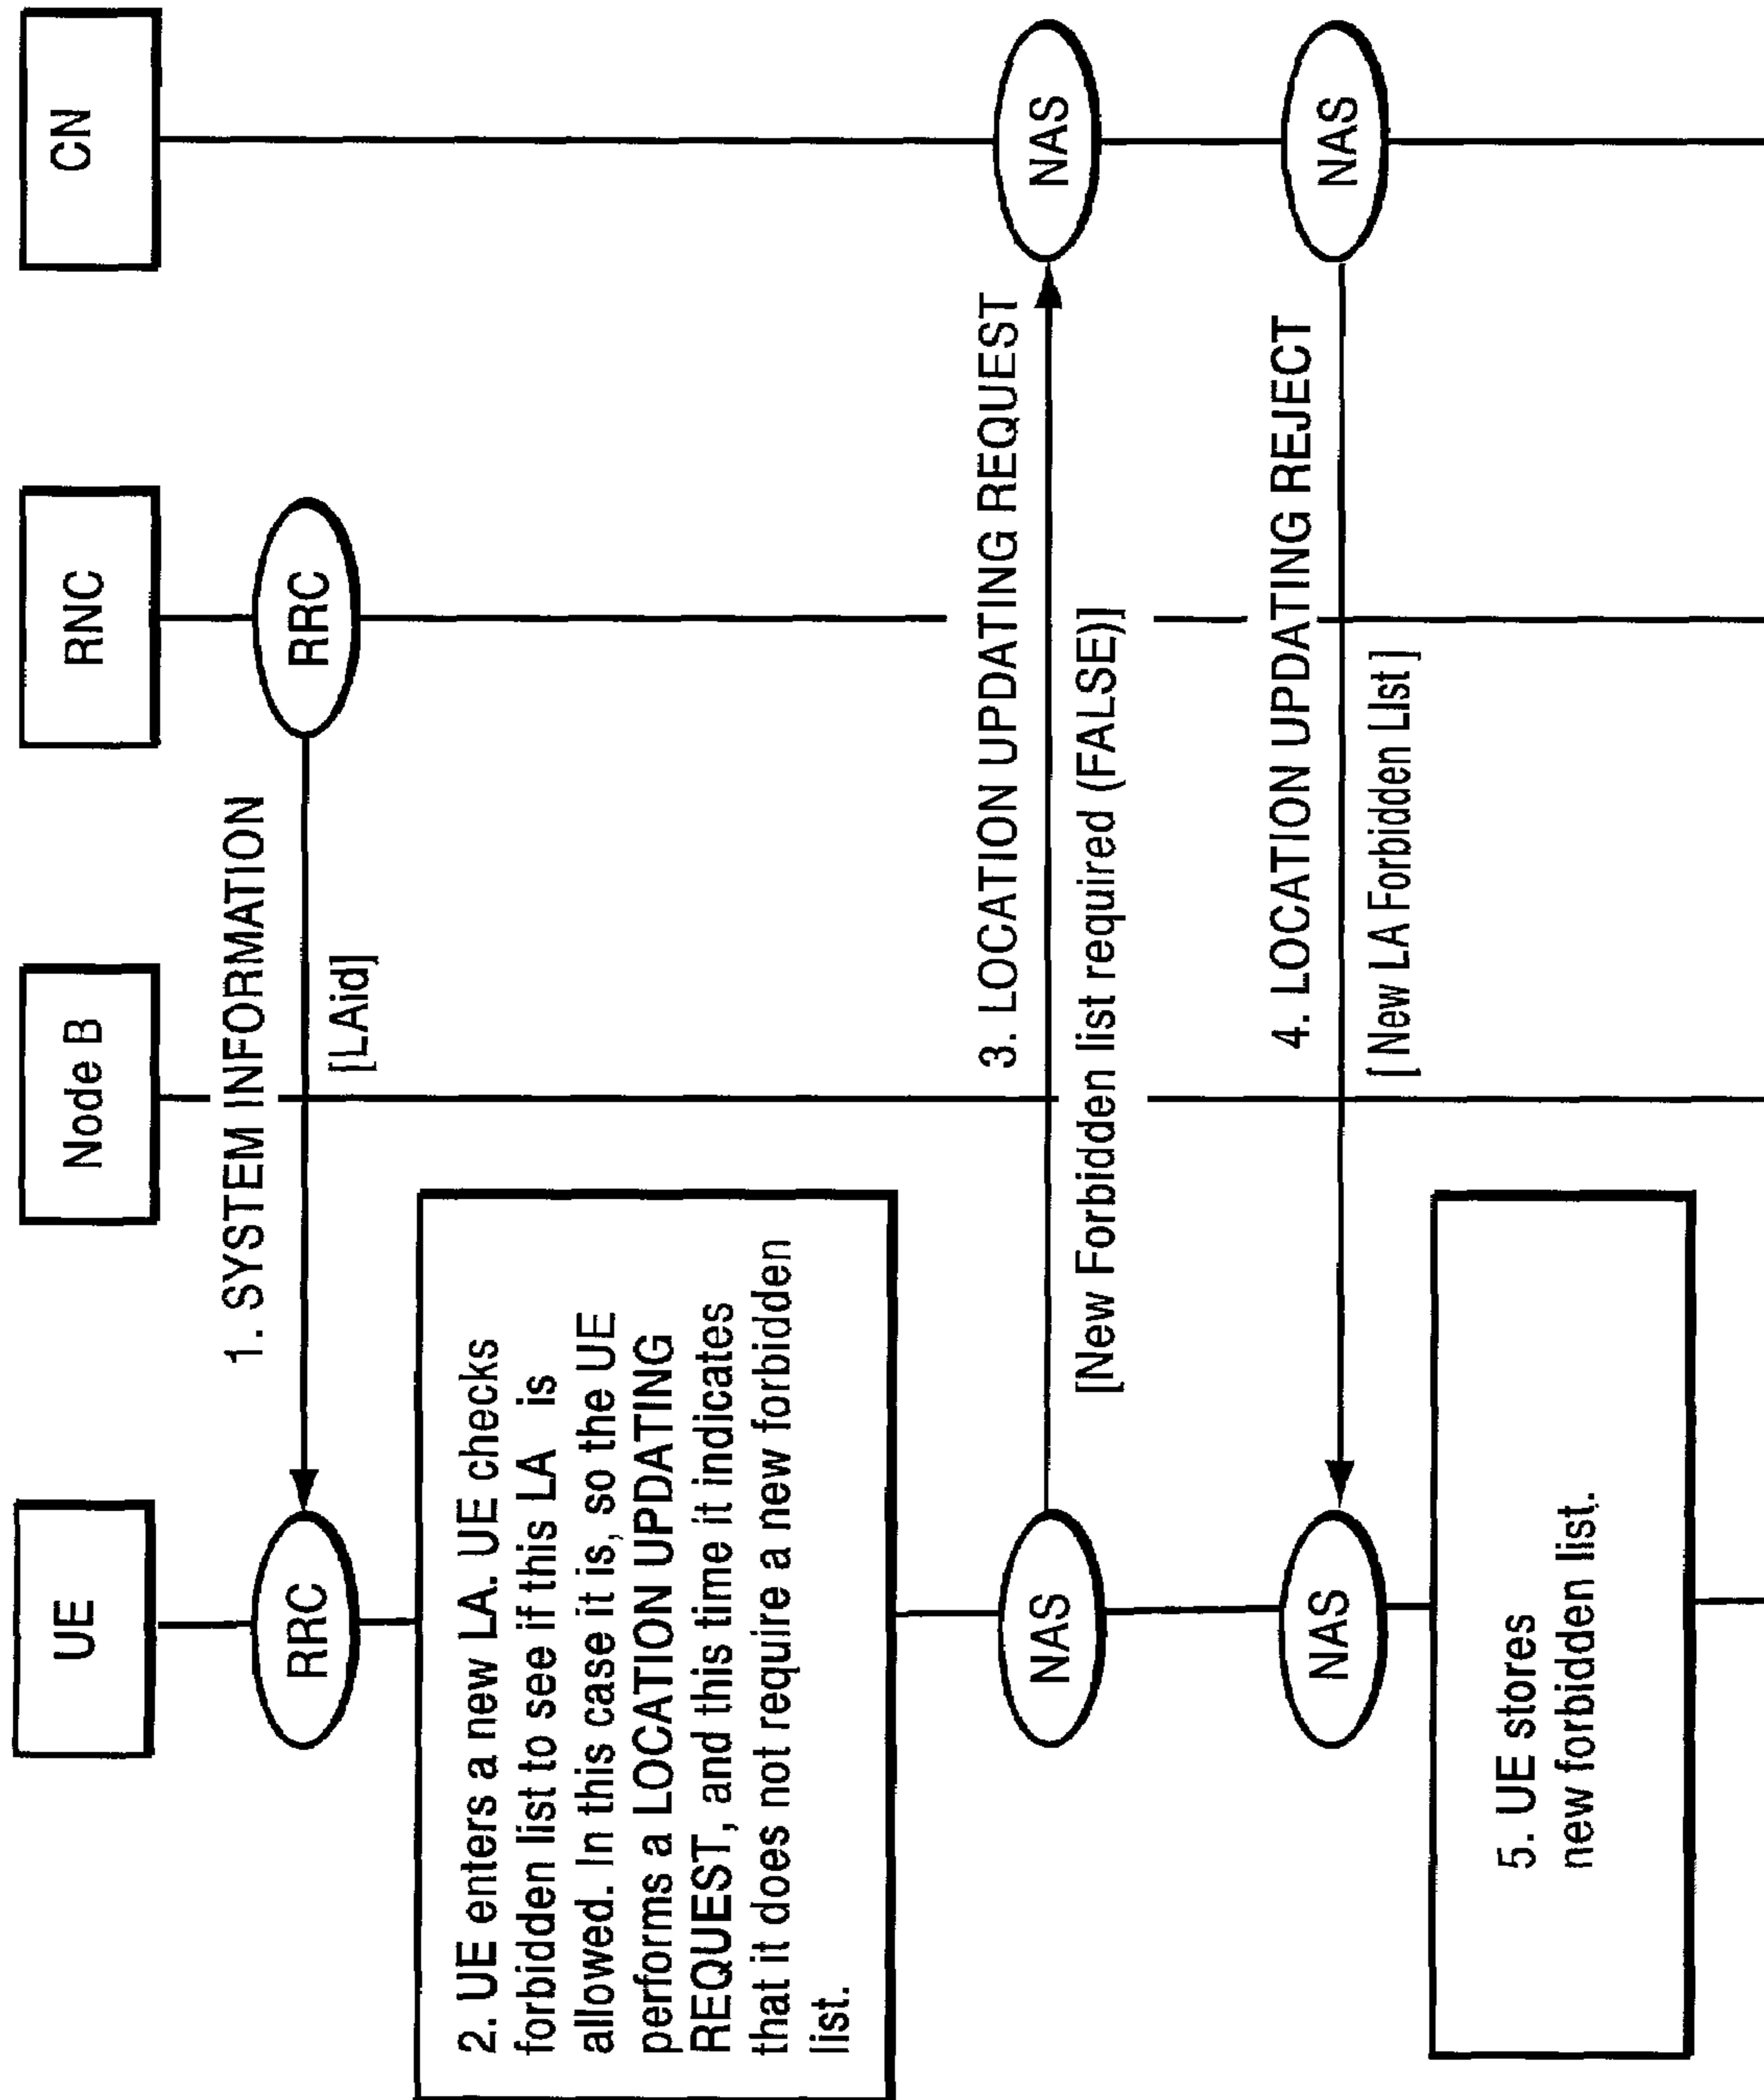 UE
Node B
RNC
CN
RRC
RRC
1. SYSTEM INFORMATION
[LAid]
2. UE enters a new LA. UE checks
forbidden list to see if this LA is
allowed. In this case it is, so the UE
performs a LOCATION UPDATING
REQUEST, and this time it indicates
that it does not require a new forbidden
list.
NAS
NAS
3. LOCATION UPDATING REQUEST
[New Forbidden list required (FALSE)]
NAS
NAS
4. LOCATION UPDATING REJECT
[New LA Forbidden LIst]
5. UE stores
new forbidden list.